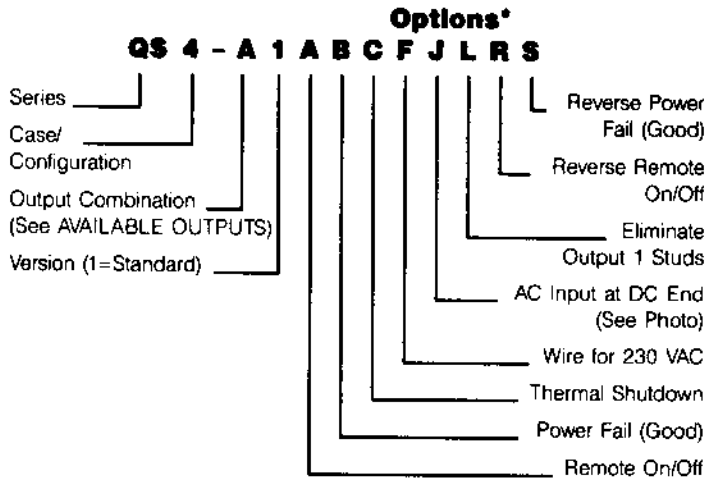 Options*
QS 4 - A 1 A B C F J L R S
Series
Case/
Configuration
Output Combination
(See AVAILABLE OUTPUTS)
Version (1=Standard)
Reverse Power
Fail (Good)
Reverse Remote
On/Off
Eliminate
Output 1 Studs
AC Input at DC End
(See Photo)
Wire for 230 VAC
Thermal Shutdown
Power Fail (Good)
Remote On/Off